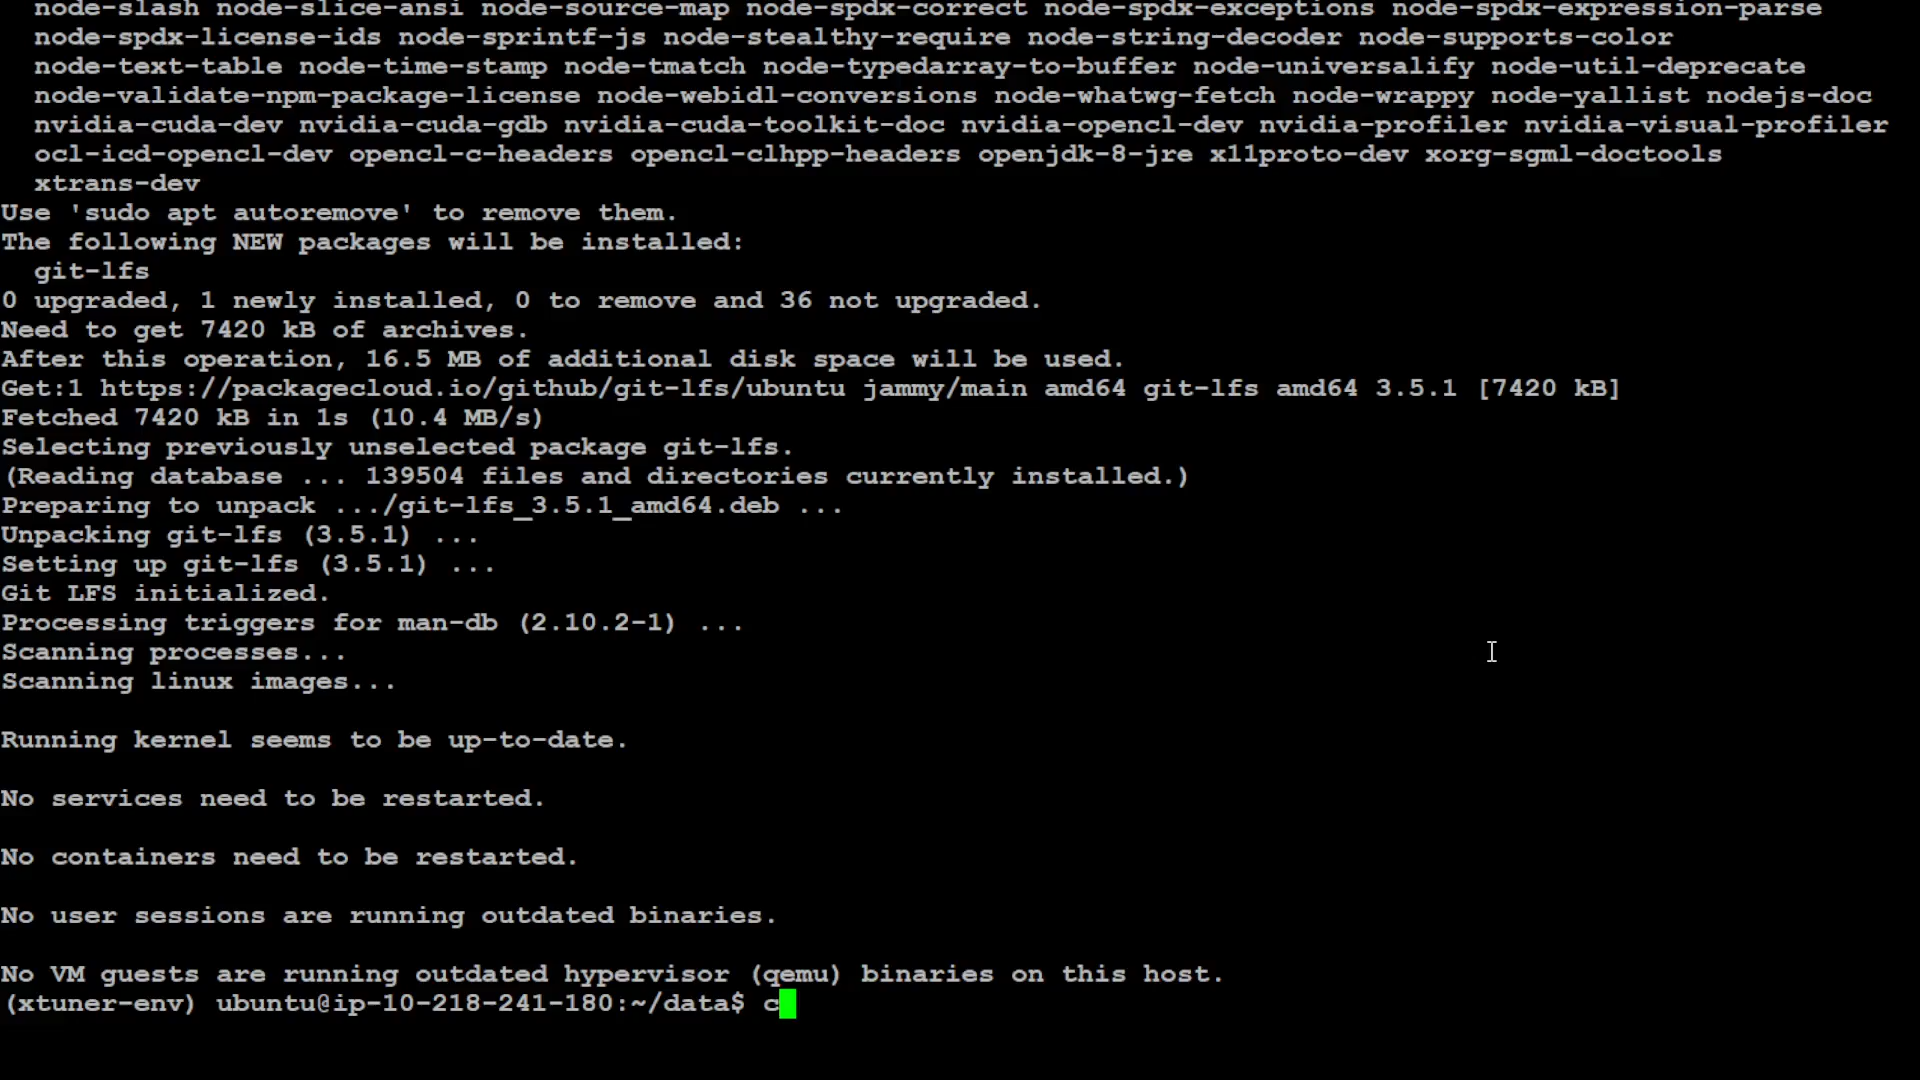 node-slash node-slice-ansi node-source-map node-spdx-correct node-spdx-exceptions node-spdx-expression-parse
node-spdx-license-ids node-sprintf-js node-stealthy-require node-string-decoder node-supports-color
node-text-table node-time-stamp node-tmatch node-typedarray-to-buffer node-universalify node-util-deprecate
node-validate-npm-package-license node-webidl-conversions node-whatwg-fetch node-wrappy node-yallist nodejs-doc
nvidia-cuda-dev nvidia-cuda-gdb nvidia-cuda-toolkit-doc nvidia-opencl-dev nvidia-profiler nvidia-visual-profiler
ocl-icd-opencl-dev opencl-c-headers opencl-clhpp-headers openjdk-8-jre x11proto-dev xorg-sgml-doctools
xtrans-dev
Use 'sudo apt autoremove' to remove them.
The following NEW packages will be installed:
git-lfs
0 upgraded, 1 newly installed, 0 to remove and 36 not upgraded.
Need to get 7420 kB of archives.
After this operation, 16.5 MB of additional disk space will be used.
Get:1 https://packagecloud.io/github/git-lfs/ubuntu jammy/main amd64 git-lfs amd64 3.5.1 [7420 kB]
Fetched 7420 kB in 1s (10.4 MB/s)
Selecting previously unselected package git-lfs.
(Reading database ... 139504 files and directories currently installed.)
Preparing to unpack .../git-lfs_3.5.1_amd64.deb ...
Unpacking git-lfs (3.5.1) ...
Setting up git-lfs (3.5.1) ...
Git LFS initialized.
Processing triggers for man-db (2.10.2-1) ...
Scanning processes...
Scanning linux images...
Running kernel seems to be up-to-date.
No services need to be restarted.
No containers need to be restarted.
No user sessions are running outdated binaries.
No VM guests are running outdated hypervisor (qemu) binaries on this host.
(xtuner-env) ubuntu@ip-10-218-241-180:~/data$ c